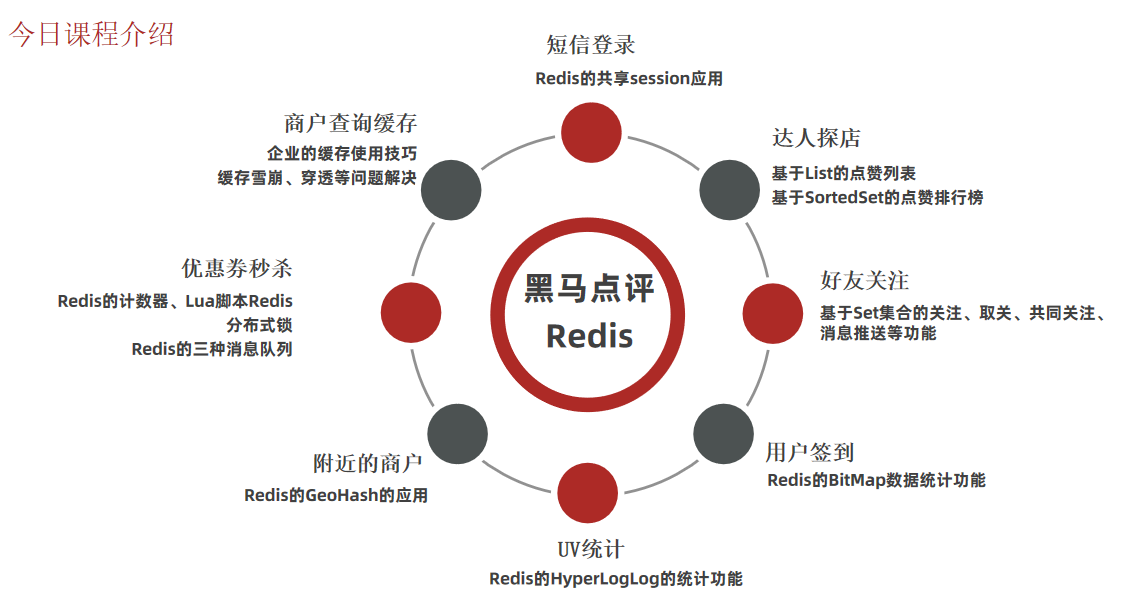 今日课程介绍
短信登录
Redis的共享session应用
商户查询缓存
企业的缓存使用技巧
缓存雪崩、穿透等问题解决
达人探店
基于List的点赞列表
基于SortedSet的点赞排行榜
优惠券秒杀
Redis的计数器、Lua脚本Redis
分布式锁
Redis的三种消息队列
黑马点评
Redis
好友关注
基于Set集合的关注、取关、共同关注、
消息推送等功能
附近的商户
Redis的GeoHash的应用
用户签到
Redis的BitMap数据统计功能
UV统计
Redis的HyperLogLog的统计功能